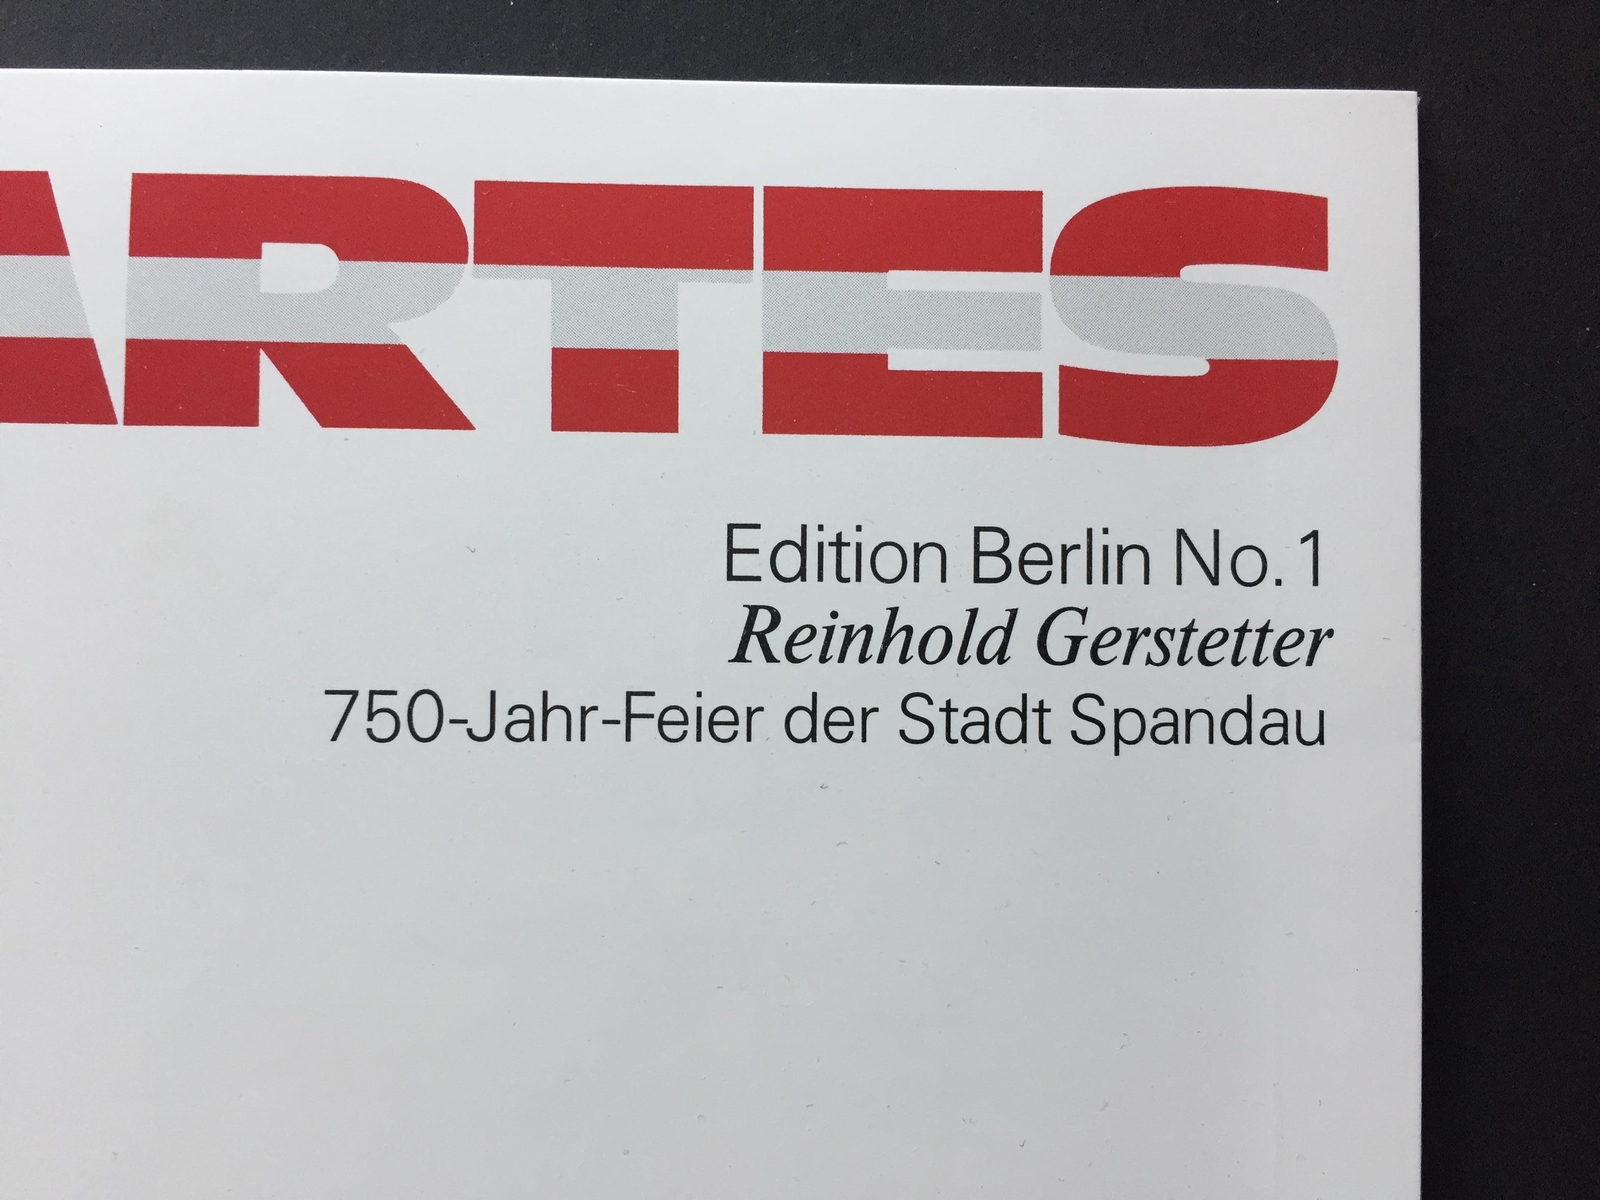 ARTES
Edition Berlin No. 1
Reinhold Gerstetter
750-Jahr-Feier der Stadt Spandau